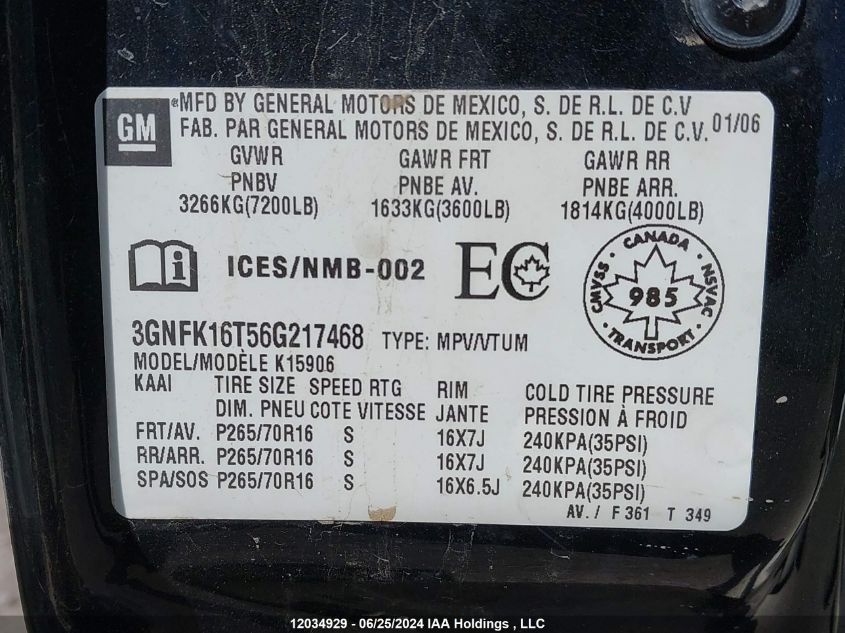 GM
MFD BY GENERAL MOTORS DE MEXICO, S. DE R.L. DE C.V
FAB. PAR GENERAL MOTORS DE MEXICO, S. DE R.L. DE C.V. 01/06
GVWR GAWR FRT GAWR RR
PNBV PNBE AV. PNBE ARR.
3266KG(7200LB) 1633KG(3600LB) 1814KG(4000LB)
i ICES/NMB-002 EC CANADA CMVSS 985 NSVAC TRANSPORT
3GNFK16T56G217468 TYPE: MPV/VTUM
MODEL/MODÈLE K15906
KAAI TIRE SIZE SPEED RTG RIM COLD TIRE PRESSURE
DIM. PNEU COTE VITESSE JANTE PRESSION À FROID
FRT/AV. P265/70R16 S 16X7J 240KPA(35PSI)
RR/ARR. P265/70R16 S 16X7J 240KPA(35PSI)
SPA/SOS P265/70R16 S 16X6.5J 240KPA(35PSI)
AV. / F 361 T 349
12034929 - 06/25/2024 IAA Holdings , LLC